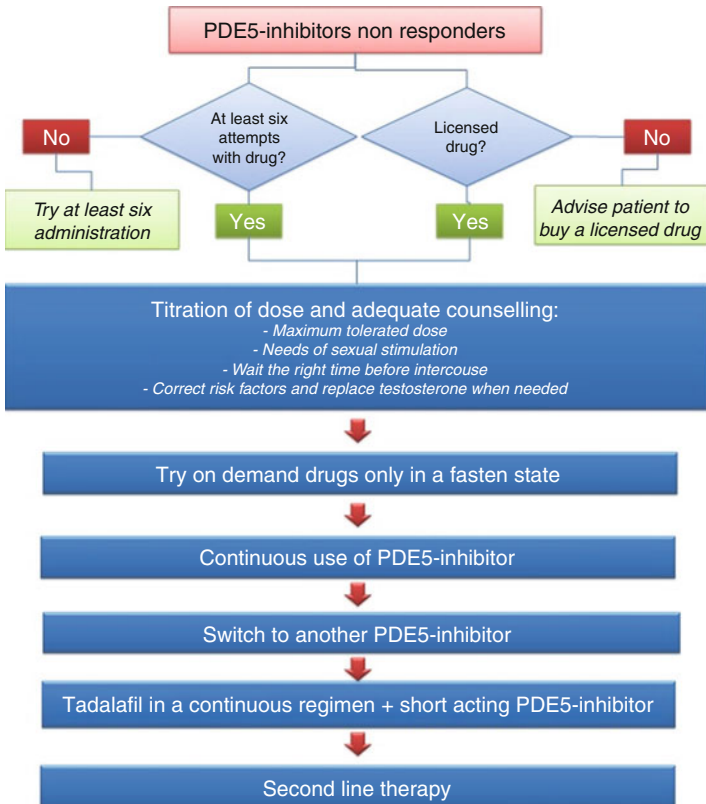 PDE5-inhibitors non responders
At least six
attempts
with drug?
Licensed
drug?
No
No
Try at least six
administration
Yes
Yes
Advise patient to
buy a licensed drug
Titration of dose and adequate counselling:
- Maximum tolerated dose
- Needs of sexual stimulation
- Wait the right time before intercouse
- Correct risk factors and replace testosterone when needed
Try on demand drugs only in a fasten state
Continuous use of PDE5-inhibitor
Switch to another PDE5-inhibitor
Tadalafil in a continuous regimen + short acting PDE5-inhibitor
Second line therapy